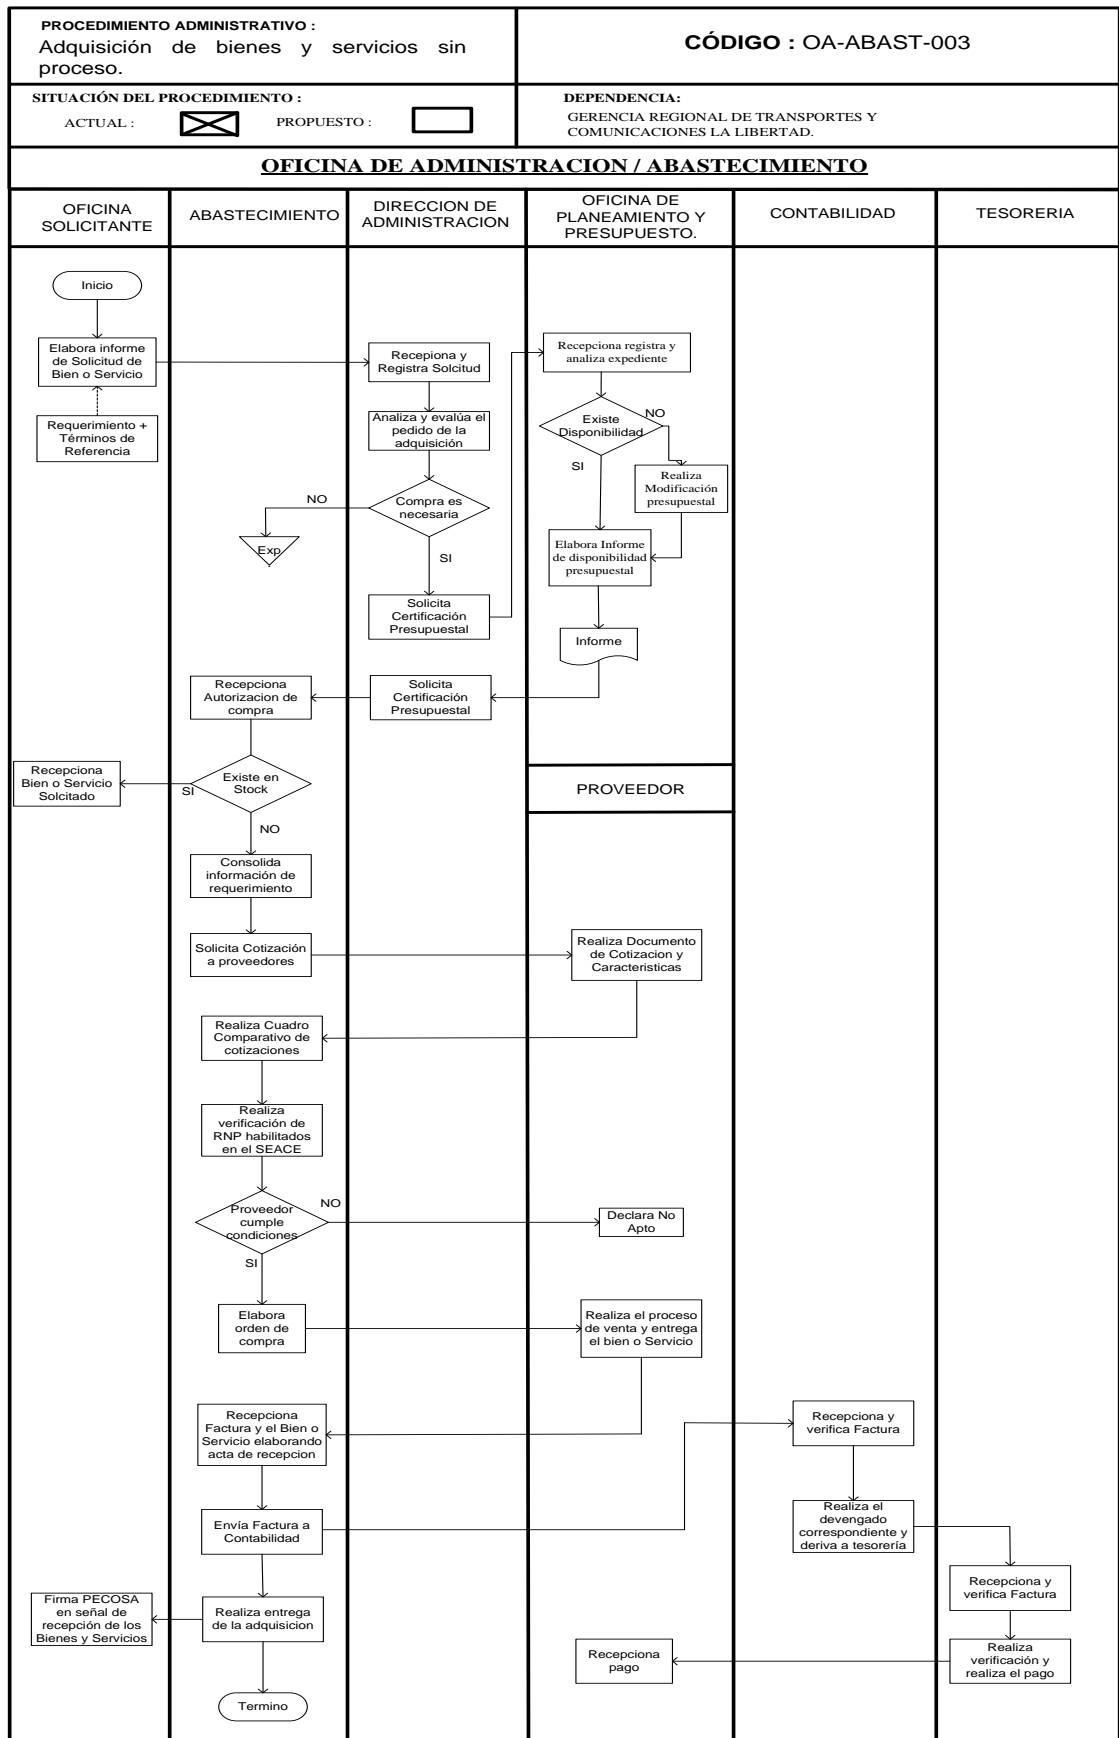 PROCEDIMIENTO ADMINISTRATIVO :
Adquisición de bienes y servicios sin
proceso.
CÓDIGO : OA-ABAST-003
SITUACIÓN DEL PROCEDIMIENTO :
ACTUAL :
PROPUESTO :
DEPENDENCIA:
GERENCIA REGIONAL DE TRANSPORTES Y
COMUNICACIONES LA LIBERTAD.
OFICINA DE ADMINISTRACION / ABASTECIMIENTO
OFICINA
SOLICITANTE
ABASTECIMIENTO
DIRECCION DE
ADMINISTRACION
OFICINA DE
PLANEAMIENTO Y
PRESUPUESTO.
CONTABILIDAD
TESORERIA
Inicio
Elabora informe
de Solicitud de
Bien o Servicio
Requerimiento +
Términos de
Referencia
Recepiona y
Registra Solcitud
Analiza y evalúa el
pedido de la
adquisición
Compra es
necesaria
NO
Exp
SI
Solicita
Certificación
Presupuestal
Recepciona registra y
analiza expediente
Existe
Disponibilidad
NO
SI
Realiza
Modificación
presupuestal
Elabora Informe
de disponibilidad
presupuestal
Informe
Solicita
Certificación
Presupuestal
Recepciona
Autorizacion de
compra
Existe en
Stock
SI
Recepciona
Bien o Servicio
Solcitado
NO
PROVEEDOR
Consolida
información de
requerimiento
Solicita Cotización
a proveedores
Realiza Documento
de Cotizacion y
Caracteristicas
Realiza Cuadro
Comparativo de
cotizaciones
Realiza
verificación de
RNP habilitados
en el SEACE
Proveedor
cumple
condiciones
NO
Declara No
Apto
SI
Elabora
orden de
compra
Realiza el proceso
de venta y entrega
el bien o Servicio
Recepciona
Factura y el Bien o
Servicio elaborando
acta de recepcion
Recepciona y
verifica Factura
Envía Factura a
Contabilidad
Realiza el
devengado
correspondiente y
deriva a tesorería
Recepciona y
verifica Factura
Firma PECOSA
en señal de
recepción de los
Bienes y Servicios
Realiza entrega
de la adquisicion
Recepciona
pago
Realiza
verificación y
realiza el pago
Termino